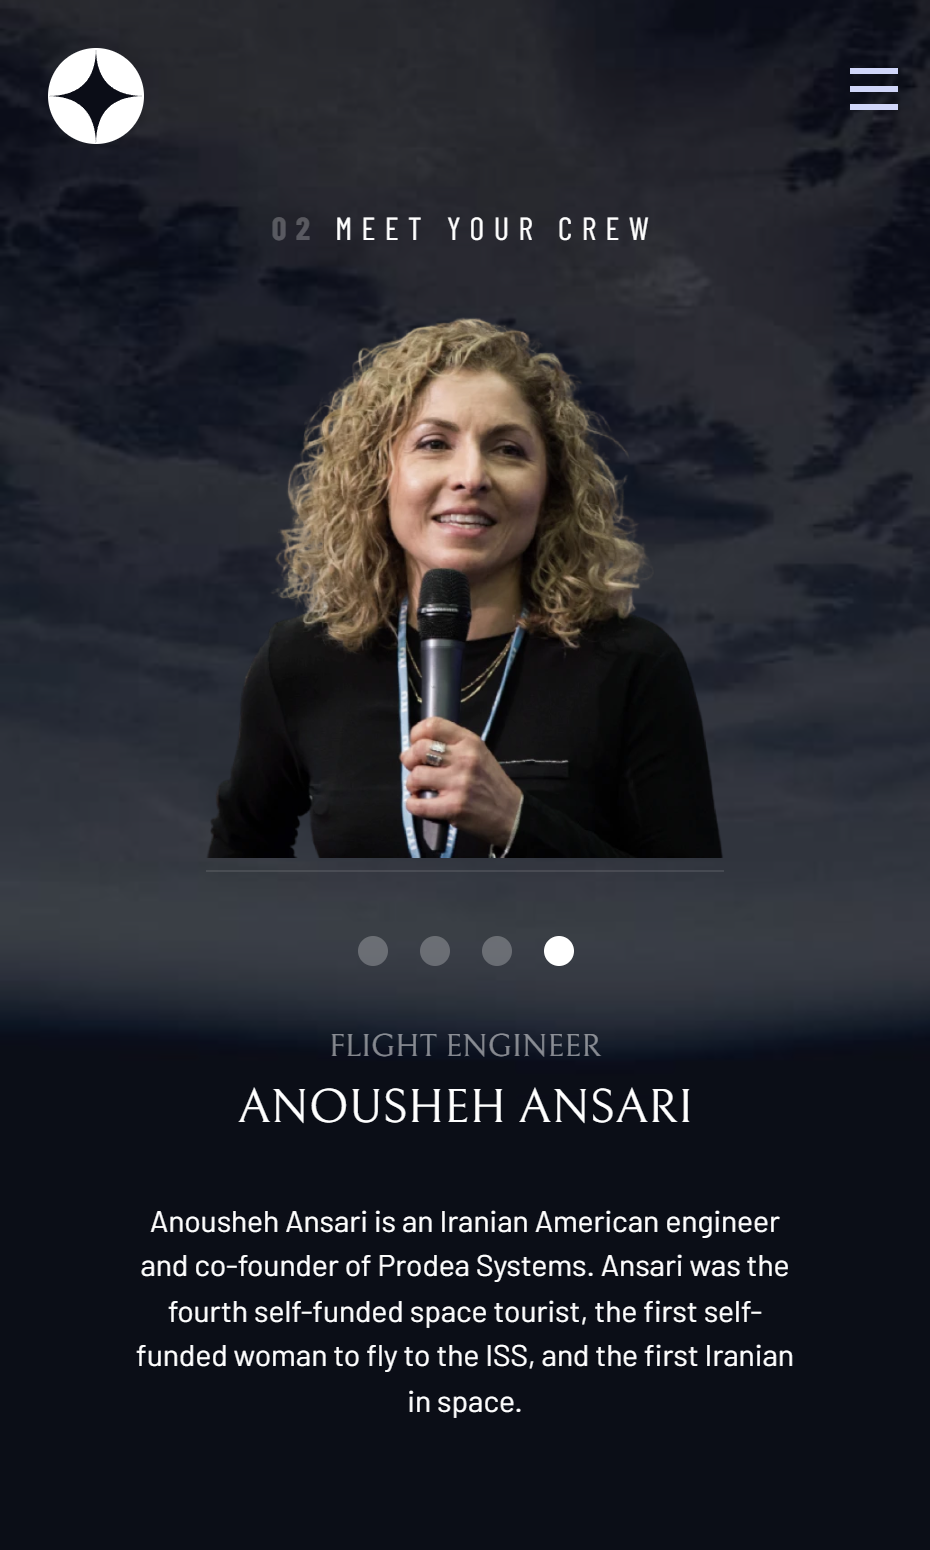 02 MEET YOUR CREW
FLIGHT ENGINEER
ANOUSHEH ANSARI
Anousheh Ansari is an Iranian American engineer
and co-founder of Prodea Systems. Ansari was the
fourth self-funded space tourist, the first self-
funded woman to fly to the ISS, and the first Iranian
in space.